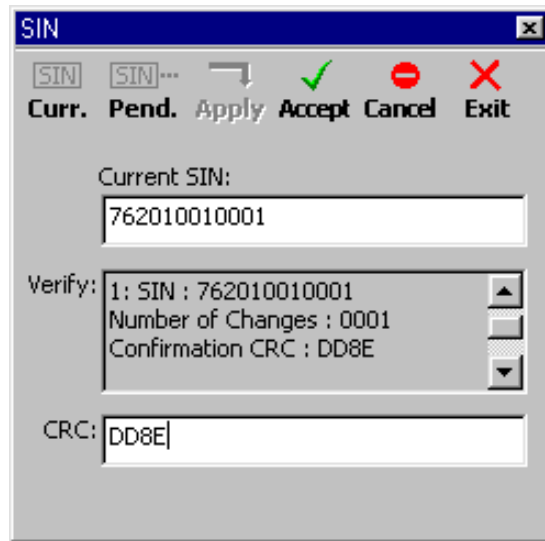 SIN
SIN SIN...
Curr. Pend. Apply Accept Cancel Exit
Current SIN:
762010010001
Verify: 1: SIN : 762010010001
Number of Changes : 0001
Confirmation CRC : DD8E
CRC: DD8E